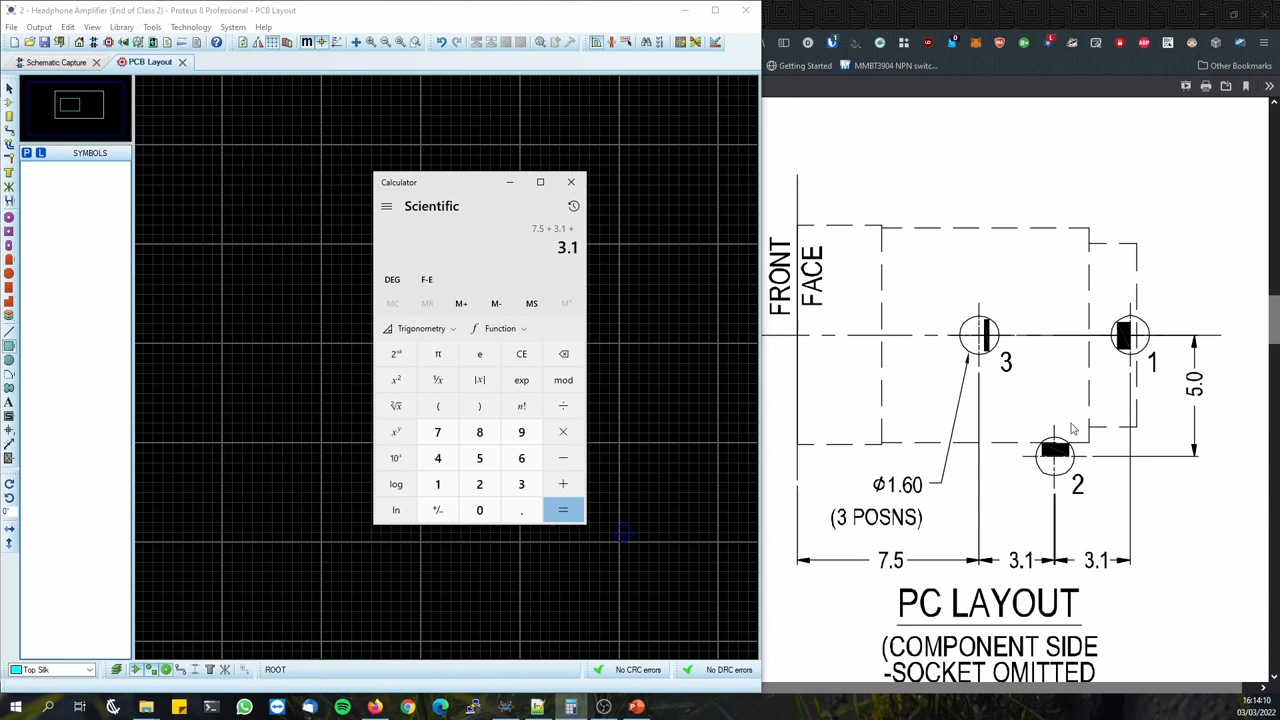 2 - Headphone Amplifier (End of Class 2) - Proteus 8 Professional - PCB Layout
File Output Edit View Library Tools Technology System Help
Schematic Capture
PCB Layout
Getting Started
MMBT3904 NPN switc...
Other Bookmarks
P L SYMBOLS
Calculator
Scientific
7.5 + 3.1 +
3.1
DEG F-E
MC MR M+ M- MS
Trigonometry Function
2ⁿᵈ π e CE
x² ¹/x |x| exp mod
²√x ( ) n! ÷
xʸ 7 8 9 ×
10ˣ 4 5 6 −
log 1 2 3 +
ln +/− 0 . =
0°
Top Silk
ROOT
No CRC errors
No DRC errors
FRONT
FACE
3
1
5.0
2
Φ1.60
(3 POSNS)
7.5 3.1 3.1
PC LAYOUT
(COMPONENT SIDE
-SOCKET OMITTED
16:14:10
03/03/2022